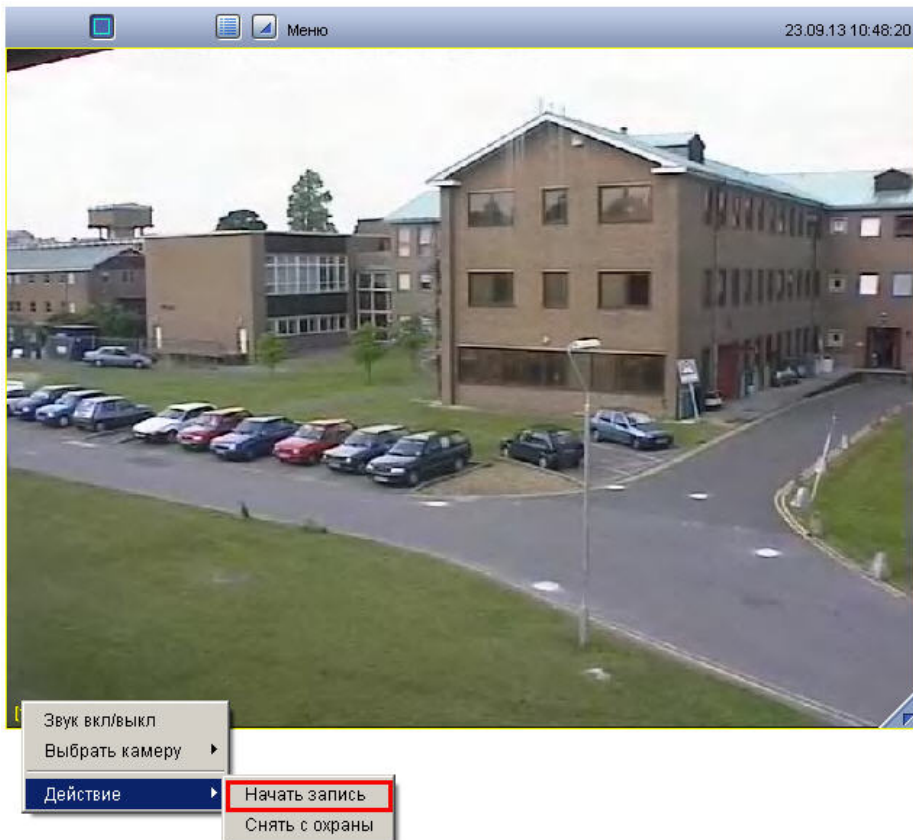 Меню
23.09.13 10:48:20
Звук вкл/выкл
Выбрать камеру
Действие
Начать запись
Снять с охраны